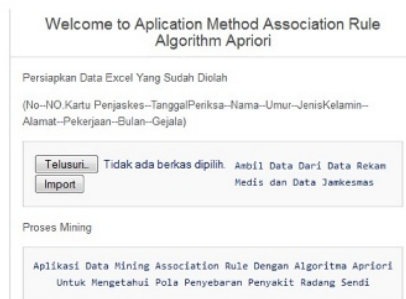 Welcome to Aplication Method Association Rule
Algorithm Apriori
Persiapkan Data Excel Yang Sudah Diolah
(No--NO.Kartu Penjaskes--TanggalPeriksa--Nama--Umur--JenisKelamin--
Alamat--Pekerjaan--Bulan--Gejala)
Telusuri.. Tidak ada berkas dipilih. Ambil Data Dari Data Rekam
Import Medis dan Data Jamkesmas
Proses Mining
Aplikasi Data Mining Association Rule Dengan Algoritma Apriori
Untuk Mengetahui Pola Penyebaran Penyakit Radang Sendi